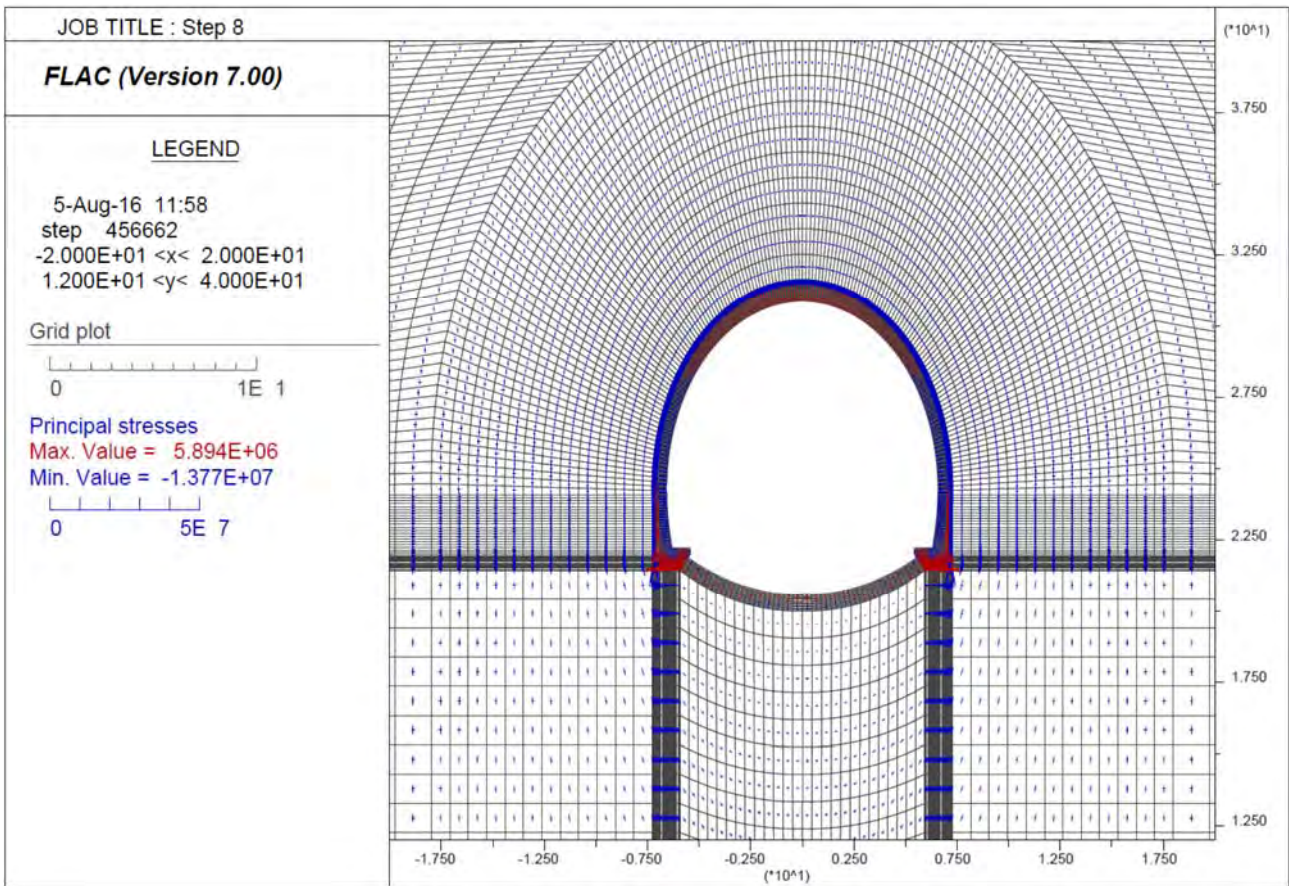 JOB TITLE : Step 8
FLAC (Version 7.00)
LEGEND
5-Aug-16 11:58
step 456662
-2.000E+01 <x< 2.000E+01
1.200E+01 <y< 4.000E+01
Grid plot
0 1E 1
Principal stresses
Max. Value = 5.894E+06
Min. Value = -1.377E+07
0 5E 7
(*10^1)
3.750
3.250
2.750
2.250
1.750
1.250
-1.750 -1.250 -0.750 -0.250 0.250 0.750 1.250 1.750
(*10^1)